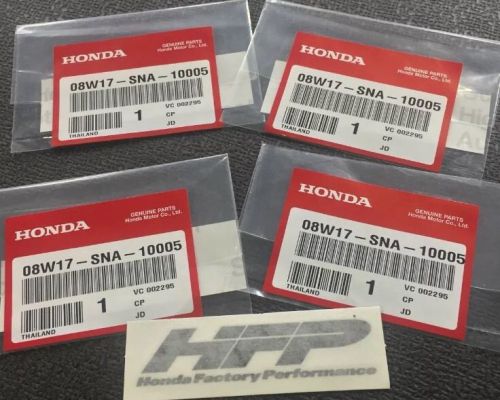 HONDA
GENUINE PARTS
Honda Motor Co., Ltd.
08W17-SNA-10005
1
VC 002295
CP
JD
THAILAND
HONDA
GENUINE PARTS
Honda Motor Co., Ltd.
08W17-SNA-10005
1
VC 002295
CP
JD
THAILAND
HONDA
GENUINE PARTS
Honda Motor Co., Ltd.
08W17-SNA-10005
1
VC 002295
CP
JD
THAILAND
HONDA
GENUINE PARTS
Honda Motor Co., Ltd.
08W17-SNA-10005
1
VC 002295
CP
JD
THAILAND
HFP
Honda Factory Performance